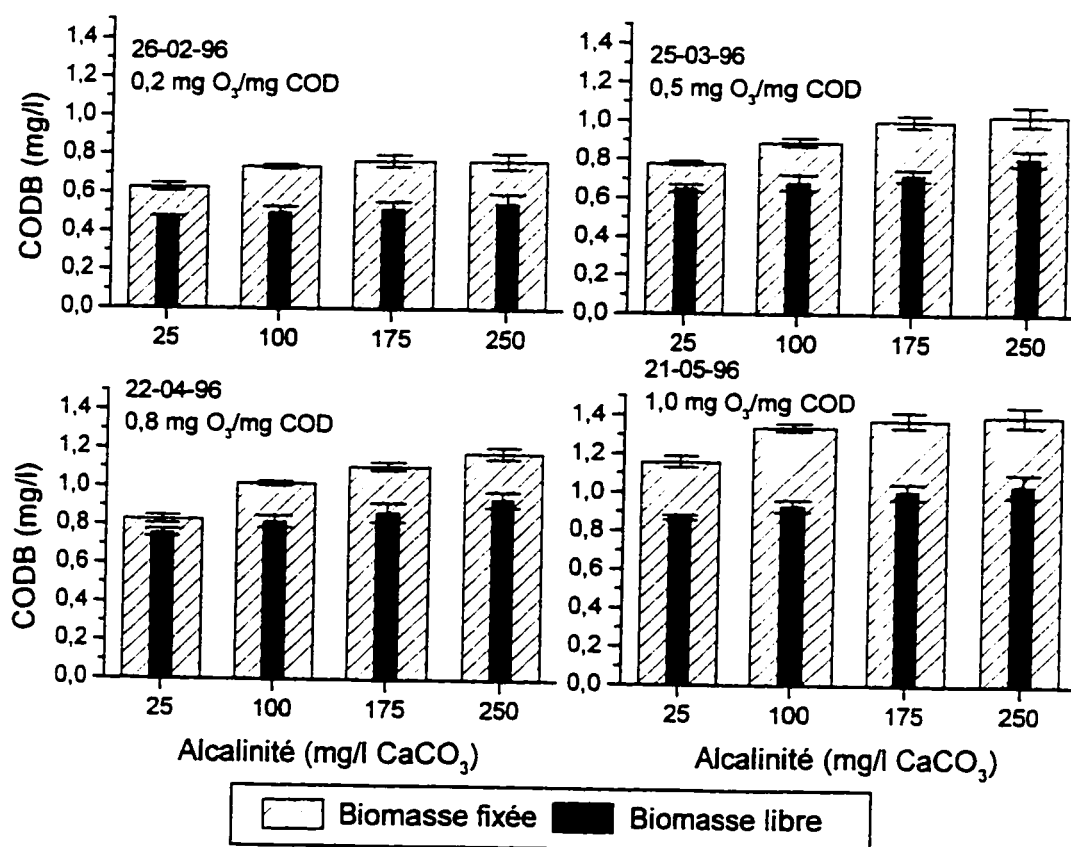 26-02-96
0,2 mg O₃/mg COD
1,4
1,2
1,0
0,8
0,6
0,4
0,2
0,0
CODB (mg/l)
25 100 175 250
25-03-96
0,5 mg O₃/mg COD
1,4
1,2
1,0
0,8
0,6
0,4
0,2
0,0
25 100 175 250
22-04-96
0,8 mg O₃/mg COD
1,4
1,2
1,0
0,8
0,6
0,4
0,2
0,0
CODB (mg/l)
25 100 175 250
Alcalinité (mg/l CaCO₃)
21-05-96
1,0 mg O₃/mg COD
1,4
1,2
1,0
0,8
0,6
0,4
0,2
0,0
25 100 175 250
Alcalinité (mg/l CaCO₃)
Biomasse fixée Biomasse libre